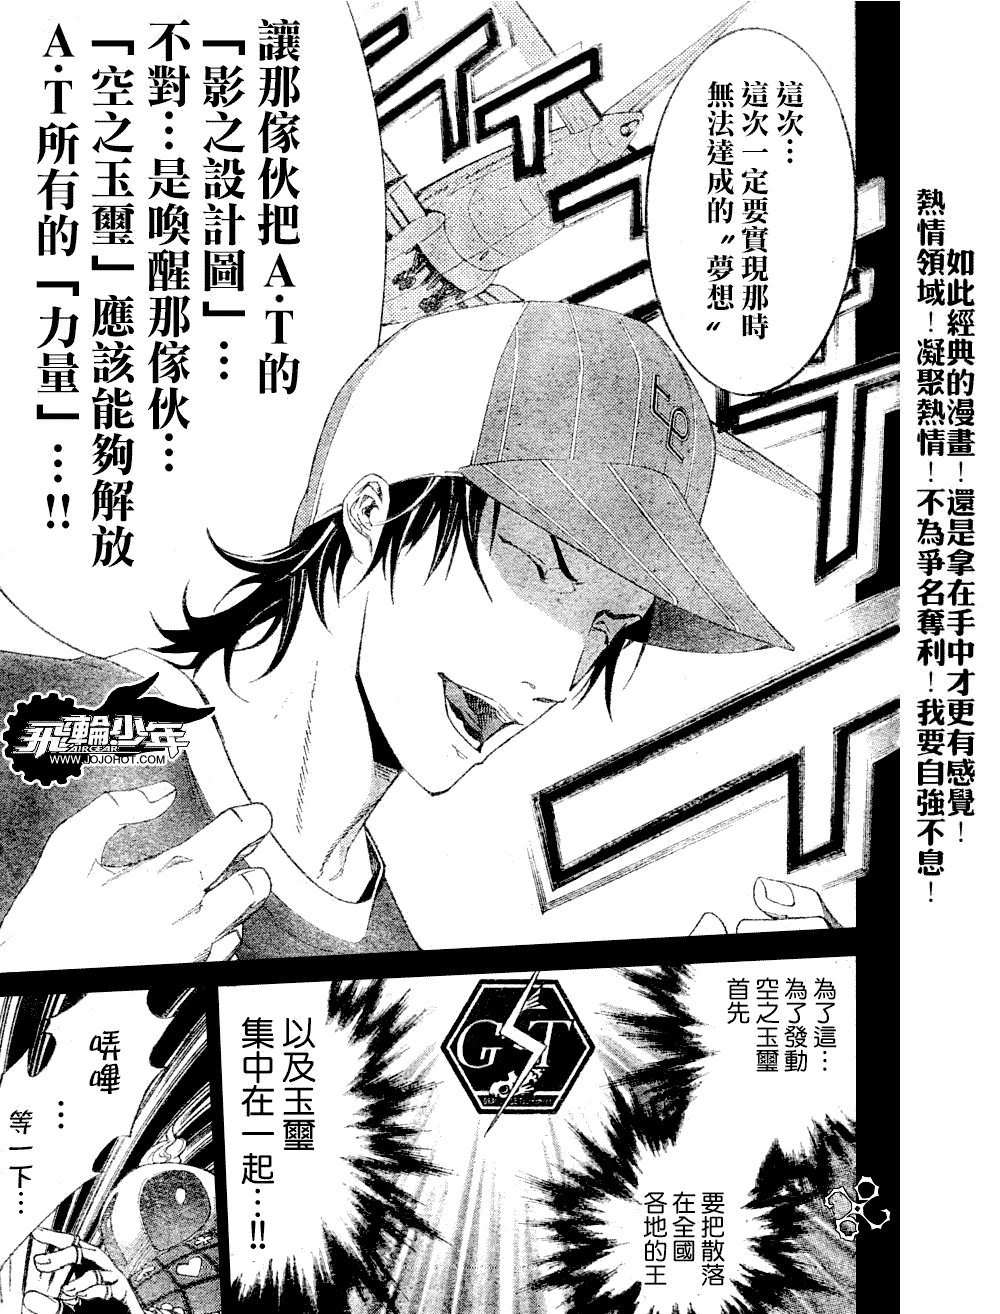 如此經典的漫畫！還是拿在手中才更有感覺！
熱情領域！凝聚熱情！不為爭名奪利！我要自強不息！
這次…
這次一定要實現那時
無法達成的〝夢想〞
讓那傢伙把A·T的
「影之設計圖」…
不對…是喚醒那傢伙…
「空之玉璽」應該能夠解放
A·T所有的「力量」…!!
飛輪少年
AIRGEAR
WWW.JOJOHOT.COM
為了這…
為了發動
空之玉璽
首先
要把散落
在全國
各地的王
G T
以及玉璽
集中在一起…!!
嘩
…
等一下…